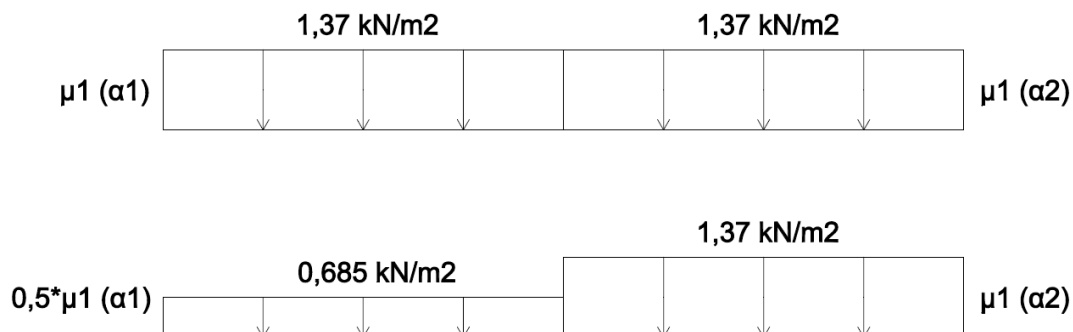 1,37 kN/m2 1,37 kN/m2
µ1 (α1) µ1 (α2)
1,37 kN/m2
0,685 kN/m2
0,5*µ1 (α1) µ1 (α2)